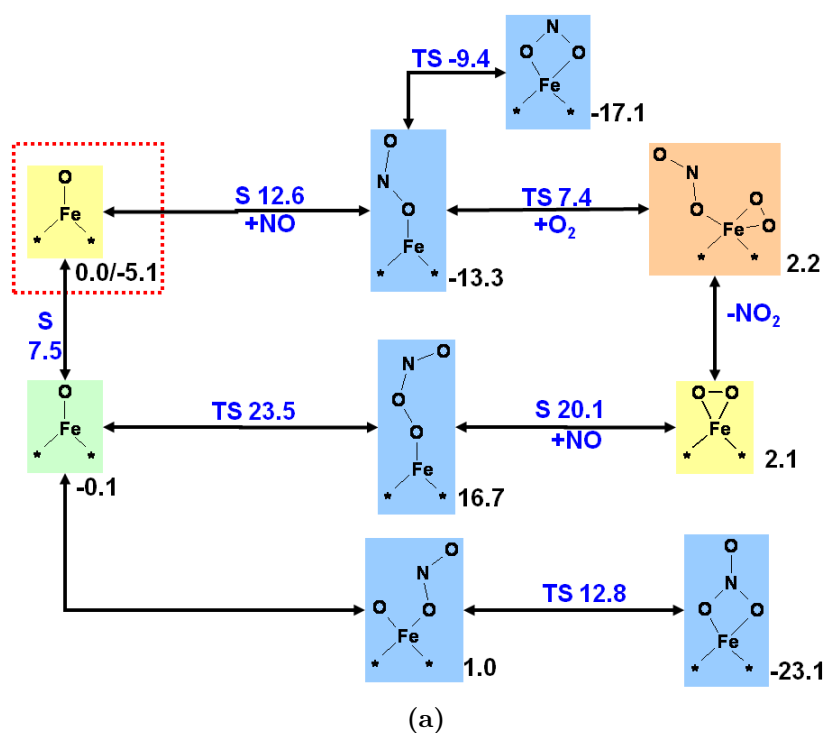 N
O O
Fe
* *
-17.1
TS -9.4
O
N
O
Fe
* *
-13.3
O
Fe
* *
0.0/-5.1
S 12.6
+NO
TS 7.4
+O₂
O
N
O
O
O
Fe
* *
2.2
S
7.5
-NO₂
O
Fe
* *
-0.1
TS 23.5
N O
O
O
Fe
* *
16.7
S 20.1
+NO
O O
Fe
* *
2.1
O
N
O O
Fe
* *
1.0
TS 12.8
O
N
O O
Fe
* *
-23.1
(a)